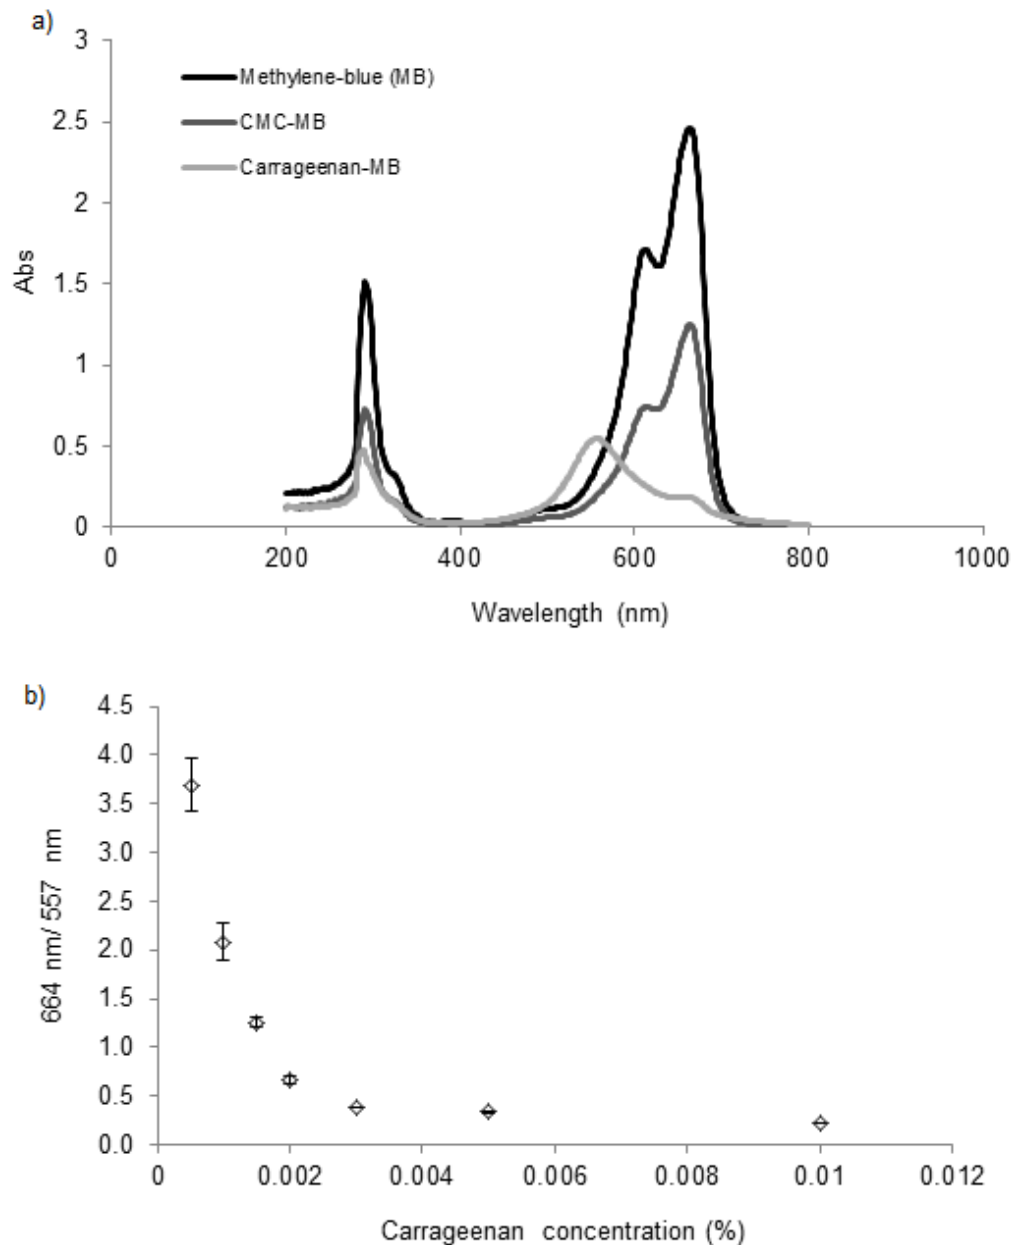 a)
3
2.5
2
1.5
1
0.5
0
Abs
Methylene-blue (MB)
CMC-MB
Carrageenan-MB
0 200 400 600 800 1000
Wavelength (nm)
b)
4.5
4.0
3.5
3.0
2.5
2.0
1.5
1.0
0.5
0.0
664 nm/ 557 nm
0 0.002 0.004 0.006 0.008 0.01 0.012
Carrageenan concentration (%)